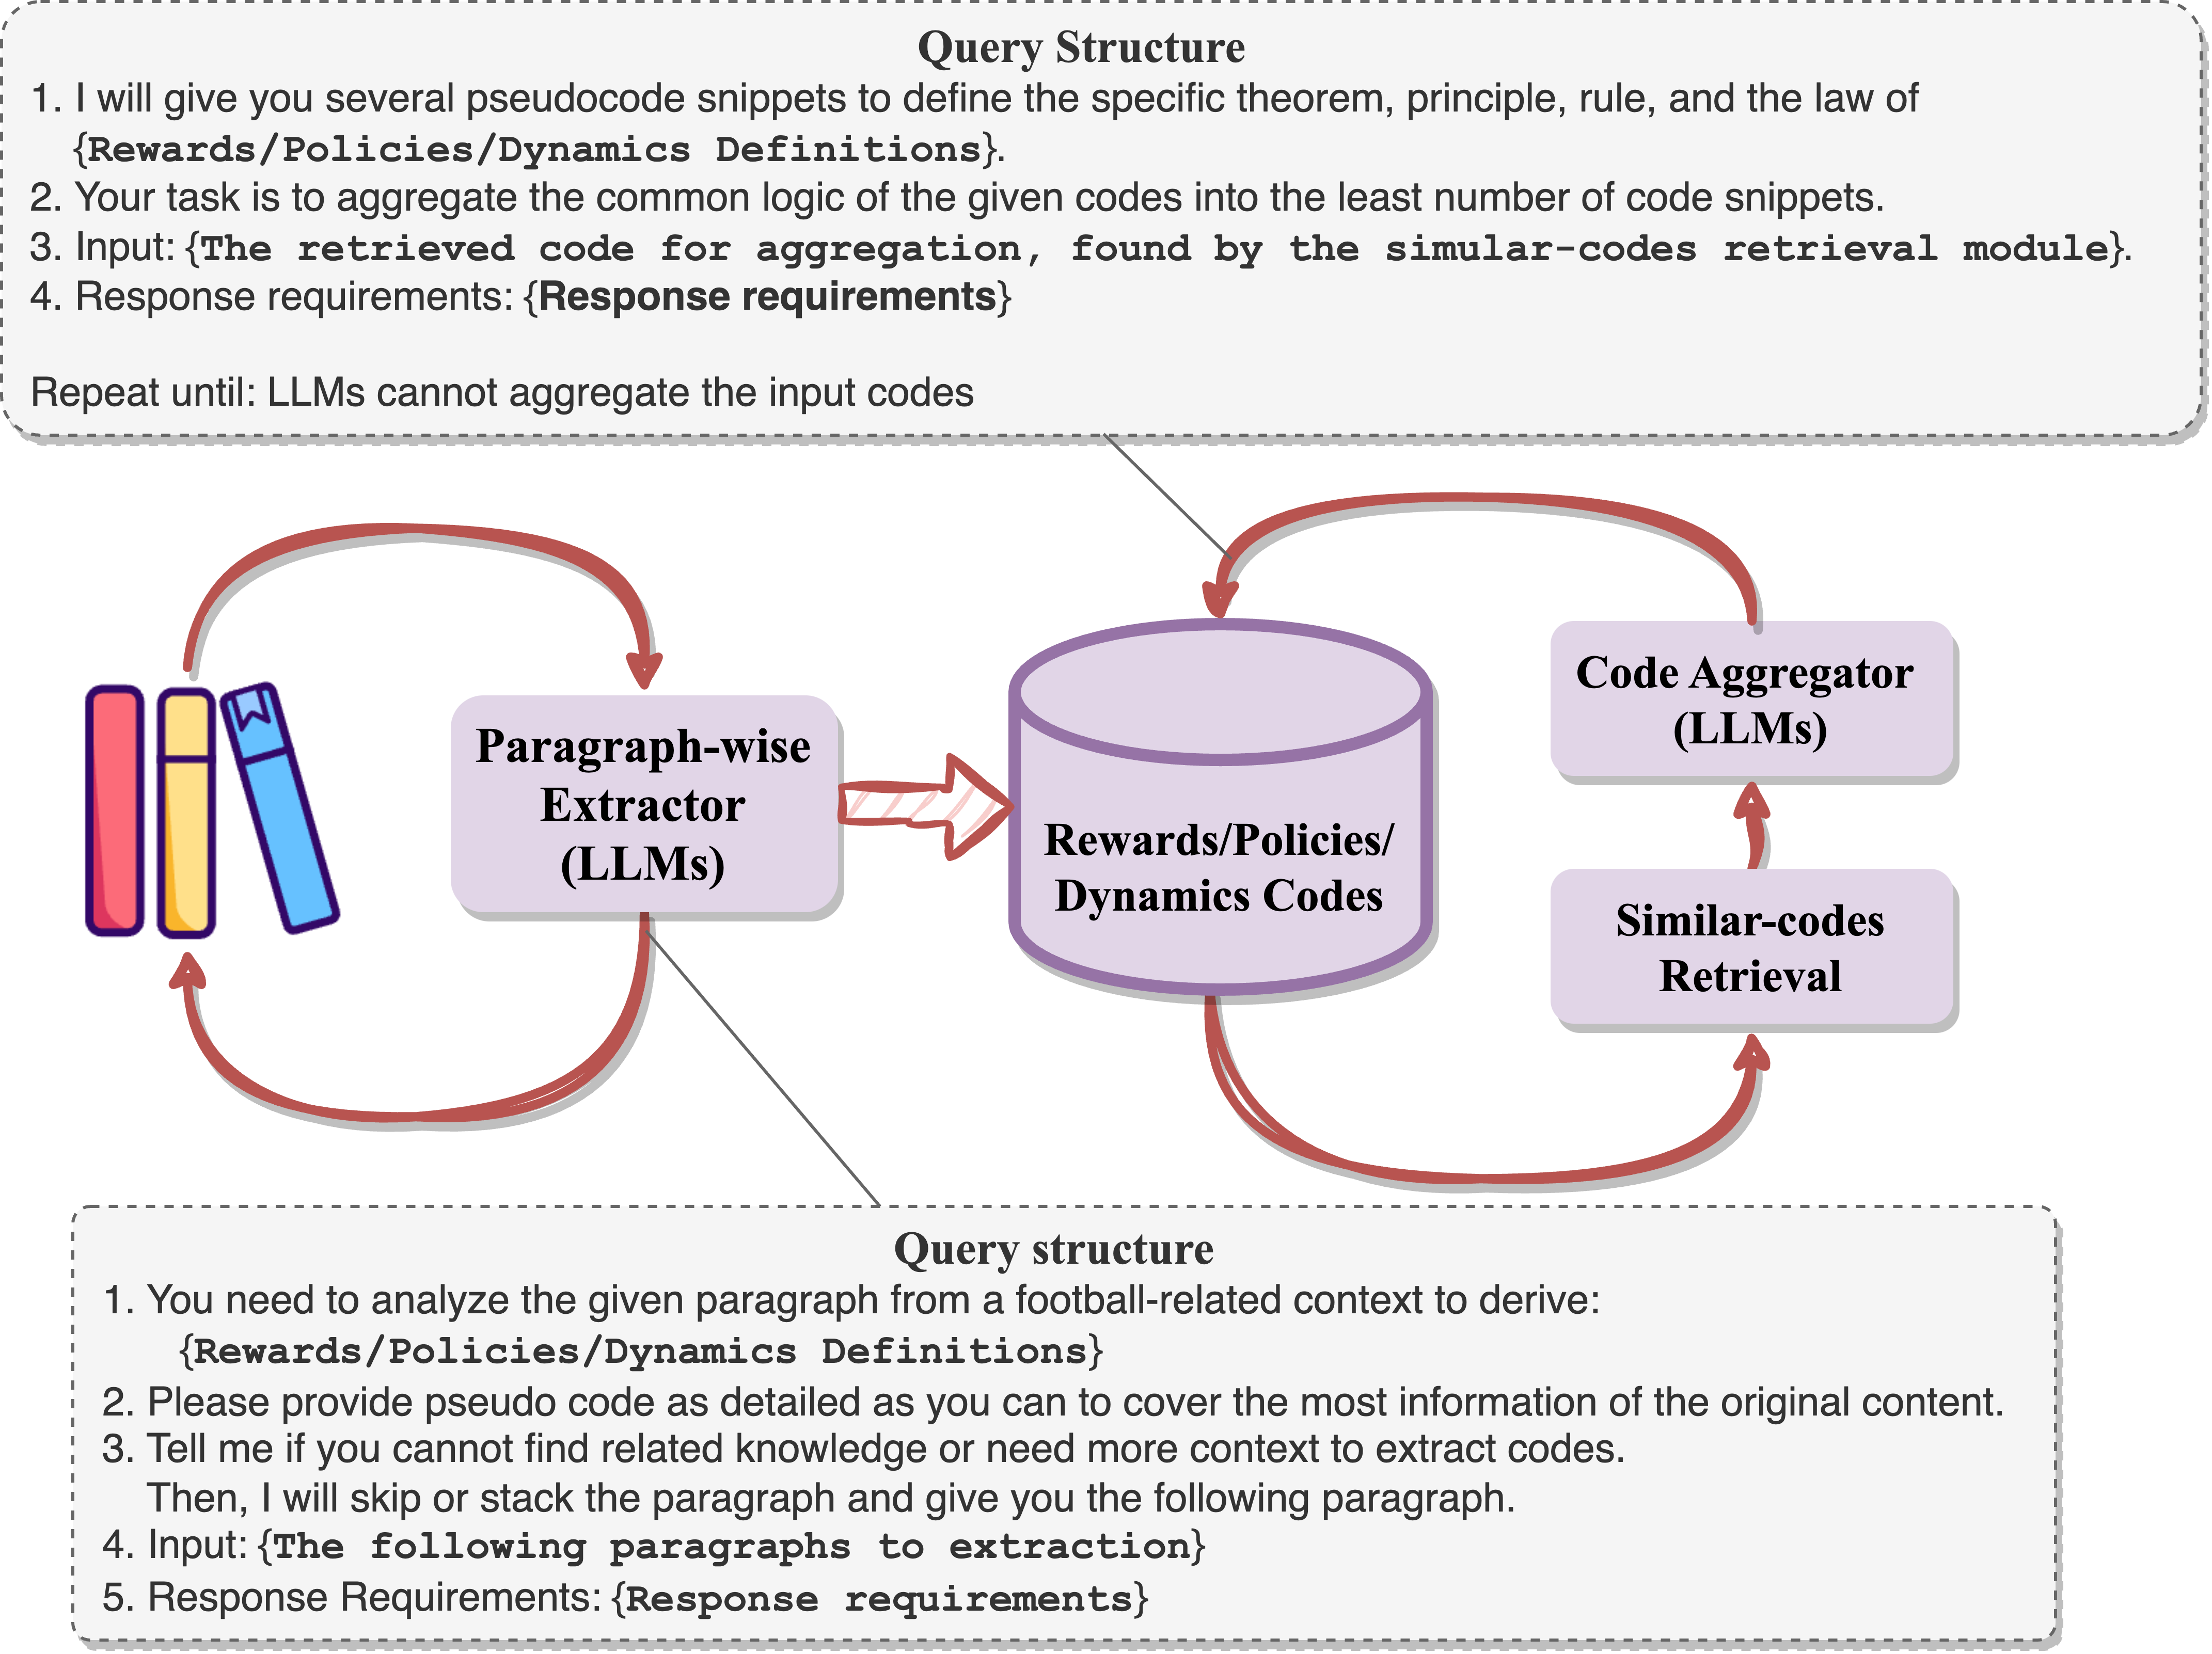 Query Structure
1. I will give you several pseudocode snippets to define the specific theorem, principle, rule, and the law of
{Rewards/Policies/Dynamics Definitions}.
2. Your task is to aggregate the common logic of the given codes into the least number of code snippets.
3. Input: {The retrieved code for aggregation, found by the simular-codes retrieval module}.
4. Response requirements: {Response requirements}
Repeat until: LLMs cannot aggregate the input codes
Paragraph-wise
Extractor
(LLMs)
Rewards/Policies/
Dynamics Codes
Code Aggregator
(LLMs)
Similar-codes
Retrieval
Query structure
1. You need to analyze the given paragraph from a football-related context to derive:
{Rewards/Policies/Dynamics Definitions}
2. Please provide pseudo code as detailed as you can to cover the most information of the original content.
3. Tell me if you cannot find related knowledge or need more context to extract codes.
Then, I will skip or stack the paragraph and give you the following paragraph.
4. Input: {The following paragraphs to extraction}
5. Response Requirements: {Response requirements}